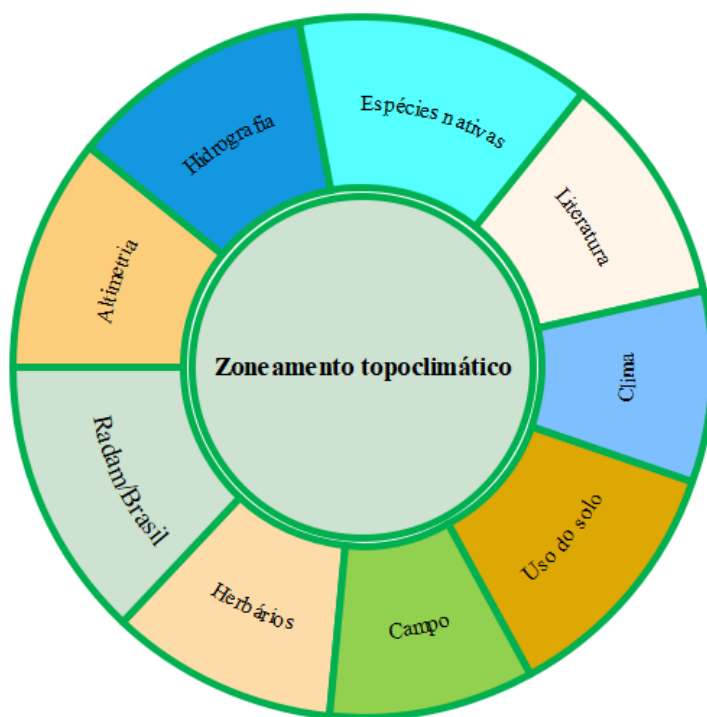 Espécies nativas
Literatura
Clima
Uso do solo
Campo
Herbários
Radam/Brasil
Altimetria
Hidrografia
Zoneamento topoclimático